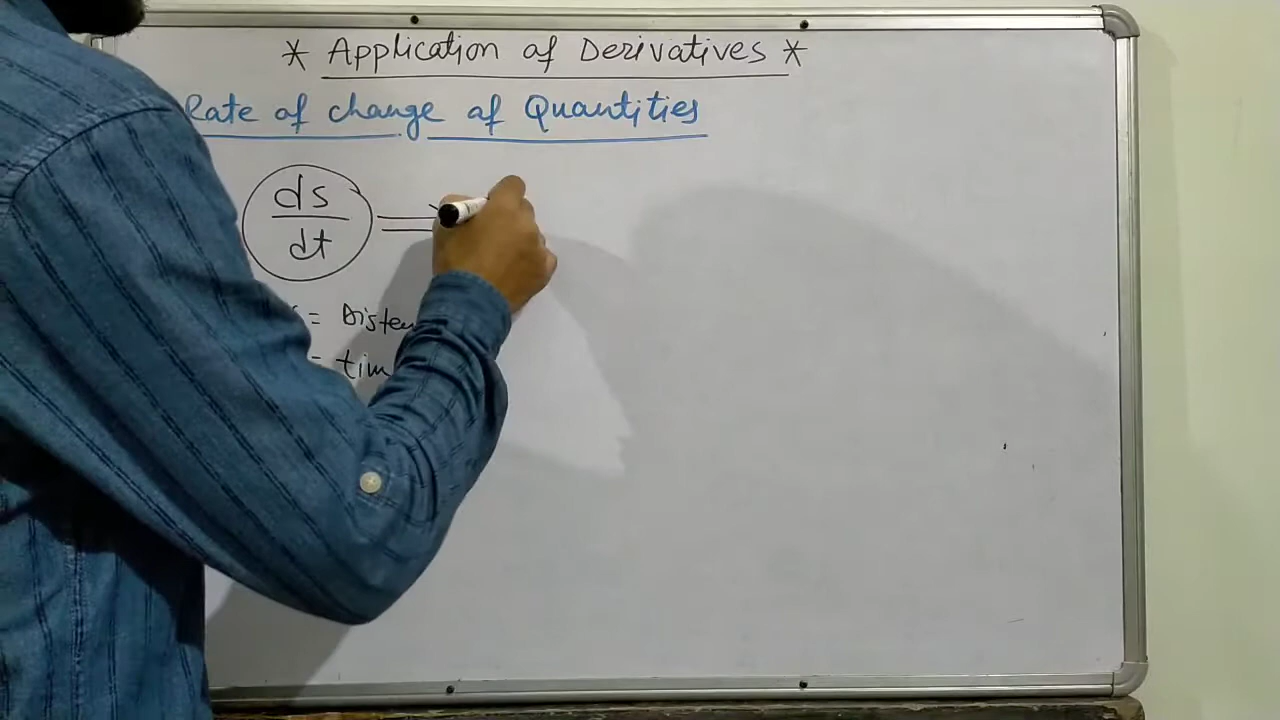 * Application of Derivatives *
Rate of change of Quantities
ds
dt
= 
=